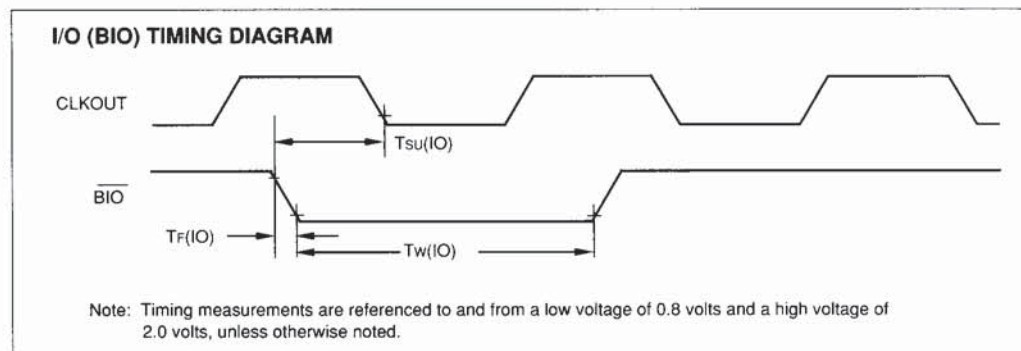 I/O (BIO) TIMING DIAGRAM
CLKOUT
TSU(IO)
BIO
TF(IO)
TW(IO)
Note: Timing measurements are referenced to and from a low voltage of 0.8 volts and a high voltage of
2.0 volts, unless otherwise noted.